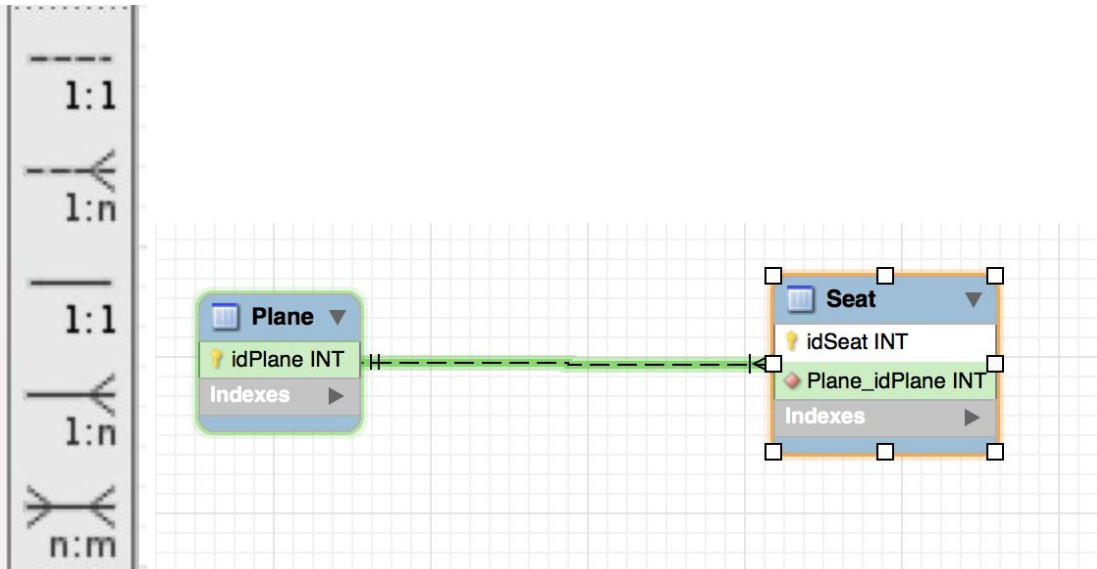 1:1
1:n
1:1
1:n
n:m
Plane
idPlane INT
Indexes
Seat
idSeat INT
Plane_idPlane INT
Indexes